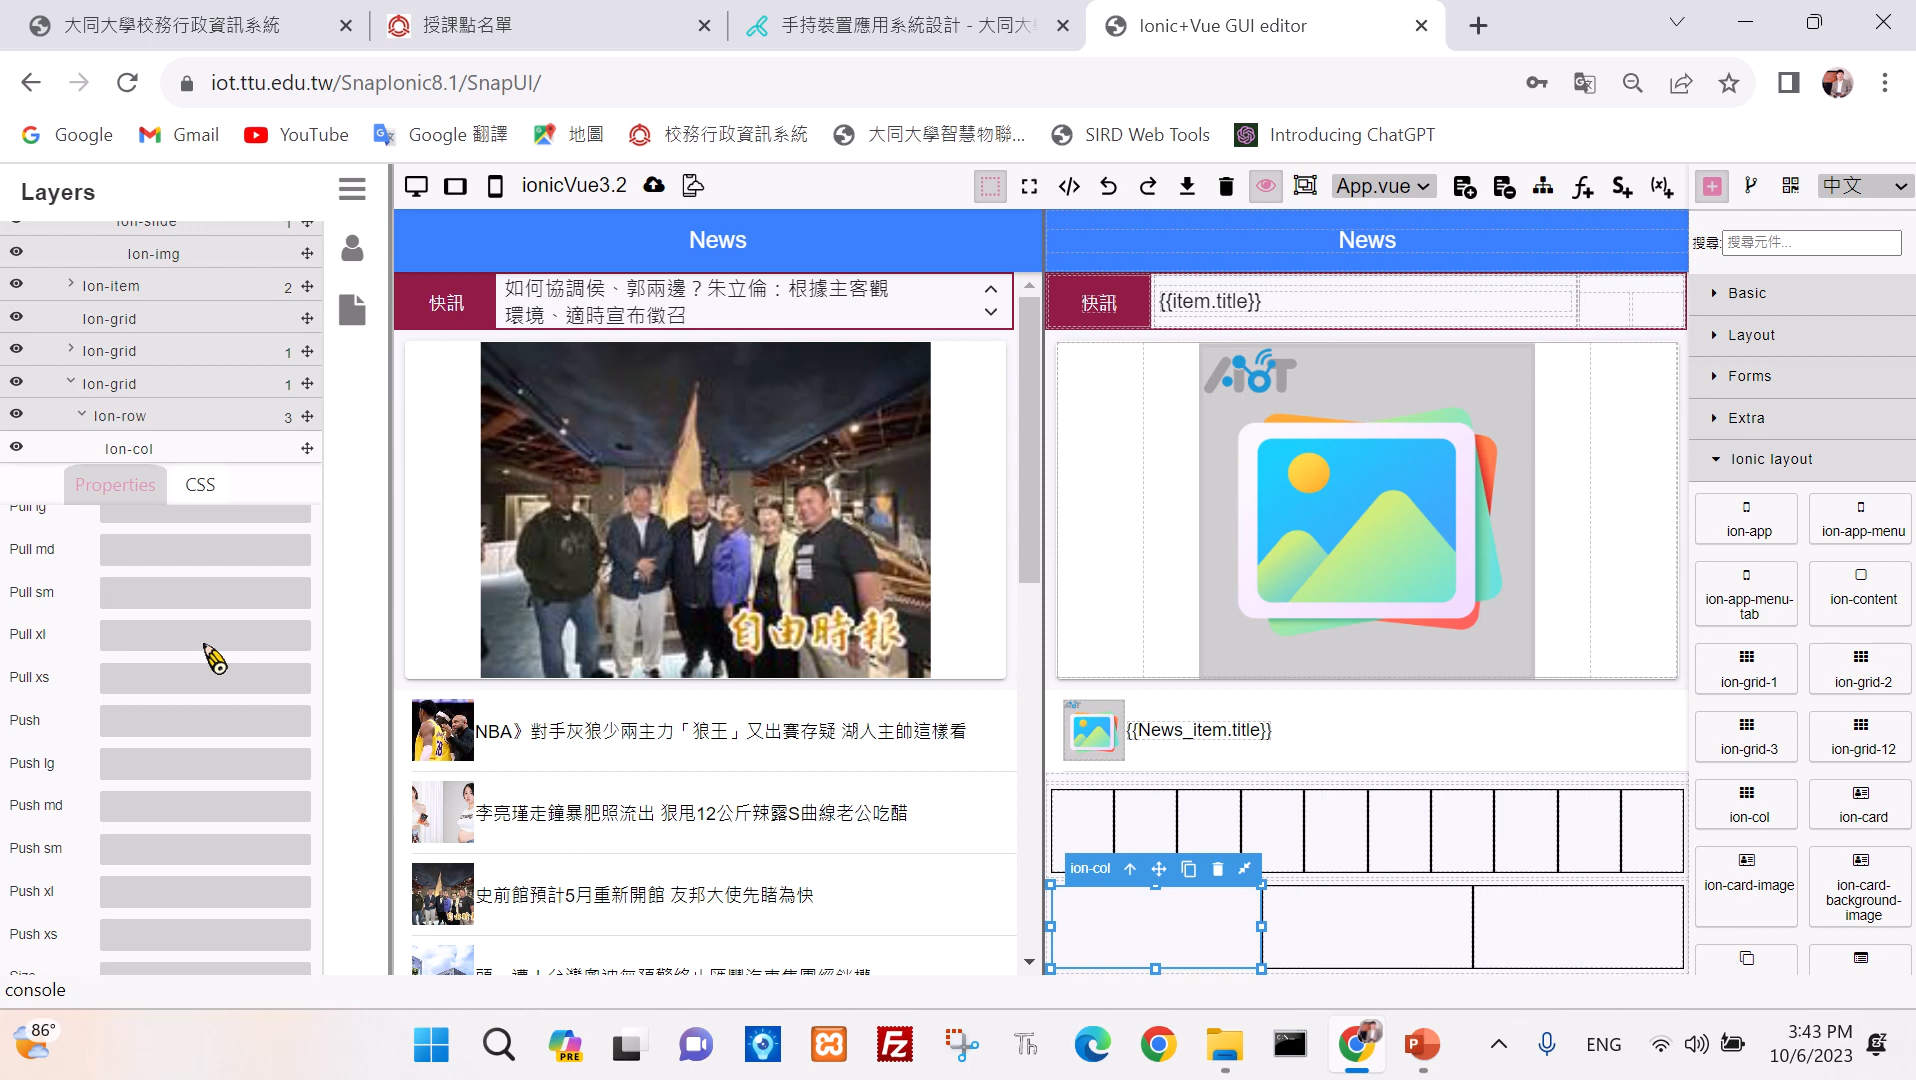 大同大學校務行政資訊系統
授課點名單
手持裝置應用系統設計 - 大同大
Ionic+Vue GUI editor
iot.ttu.edu.tw/SnapIonic8.1/SnapUI/
Google
Gmail
YouTube
Google 翻譯
地圖
校務行政資訊系統
大同大學智慧物聯...
SIRD Web Tools
Introducing ChatGPT
Layers
Ion-slide 1
Ion-img
Ion-item 2
Ion-grid
Ion-grid 1
Ion-grid 1
Ion-row 3
Ion-col
Properties
CSS
Pull lg
Pull md
Pull sm
Pull xl
Pull xs
Push
Push lg
Push md
Push sm
Push xl
Push xs
Size
console
ionicVue3.2
App.vue
中文
News
快訊
如何協調侯、郭兩邊？朱立倫：根據主客觀
環境、適時宣布徵召
自由時報
NBA》對手灰狼少兩主力「狼王」又出賽存疑 湖人主帥這樣看
李亮瑾走鐘暴肥照流出 狠甩12公斤辣露S曲線老公吃醋
史前館預計5月重新開館 友邦大使先睹為快
News
快訊
{{item.title}}
AIoT
{{News_item.title}}
ion-col
搜尋:
搜尋元件...
Basic
Layout
Forms
Extra
Ionic layout
ion-app
ion-app-menu
ion-app-menu-
tab
ion-content
ion-grid-1
ion-grid-2
ion-grid-3
ion-grid-12
ion-col
ion-card
ion-card-image
ion-card-
background-
image
86°
PRE
Th
ENG
3:43 PM
10/6/2023